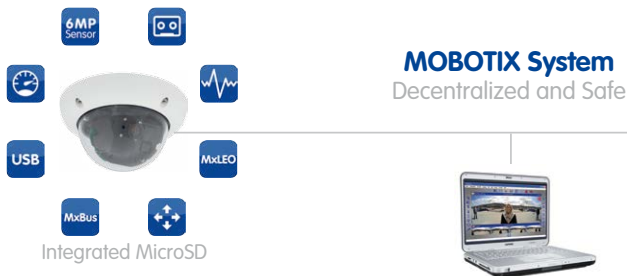 6MP
Sensor
MOBOTIX System
Decentralized and Safe
USB
MxLEO
MxBus
Integrated MicroSD